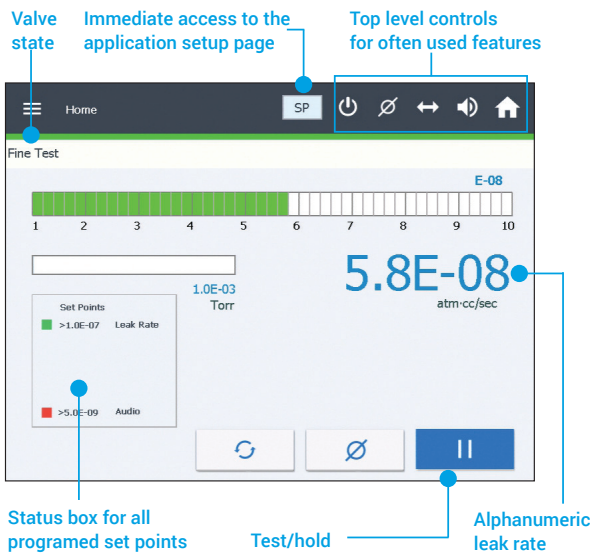 Valve
state
Immediate access to the
application setup page
Top level controls
for often used features
Home
SP
Fine Test
E-08
1 2 3 4 5 6 7 8 9 10
5.8E-08
atm·cc/sec
1.0E-03
Torr
Set Points
>1.0E-07 Leak Rate
>5.0E-09 Audio
Status box for all
programed set points
Test/hold
Alphanumeric
leak rate